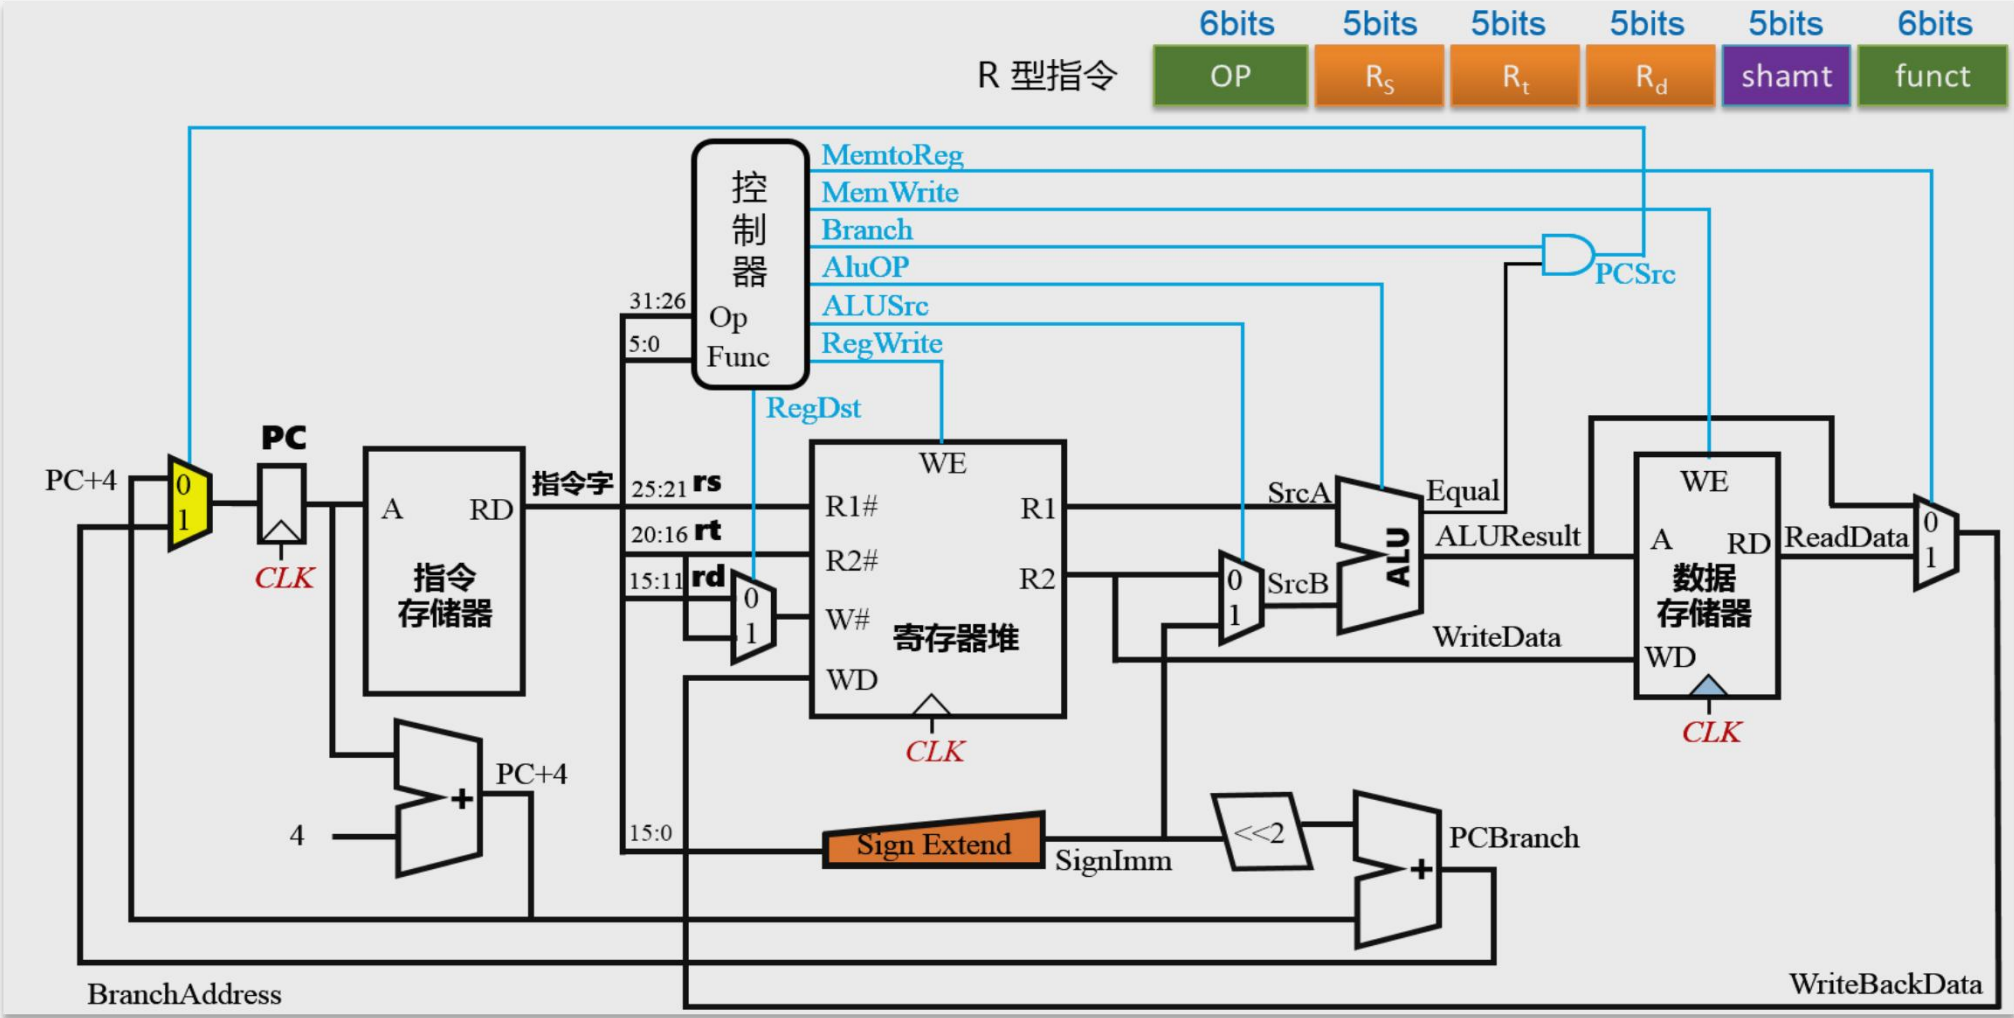 6bits 5bits 5bits 5bits 5bits 6bits
R 型指令 OP Rs Rt Rd shamt funct
控制器
Op
Func
MemtoReg
MemWrite
Branch
AluOP
ALUSrc
RegWrite
PCSrc
31:26
5:0
RegDst
PC+4
0
1
PC
CLK
A
RD
指令
存储器
指令字
25:21 rs
20:16 rt
15:11 rd
0
1
WE
R1#
R2#
W#
WD
R1
R2
寄存器堆
CLK
SrcA
0
1
SrcB
ALU
Equal
ALUResult
WriteData
WE
A
RD
数据
存储器
WD
CLK
ReadData
0
1
4
+
PC+4
15:0
Sign Extend
SignImm
<<2
+
PCBranch
BranchAddress
WriteBackData